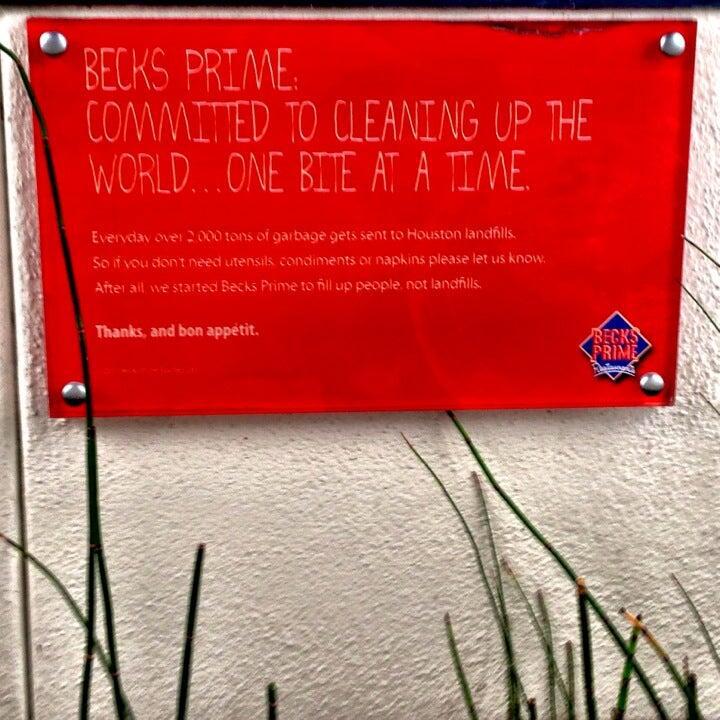 BECKS PRIME:
COMMITTED TO CLEANING UP THE
WORLD...ONE BITE AT A TIME.
Everyday over 2,000 tons of garbage gets sent to Houston landfills.
So if you don't need utensils, condiments or napkins please let us know.
After all, we started Becks Prime to fill up people, not landfills.
Thanks, and bon appétit.
BECKS
PRIME
Restaurants